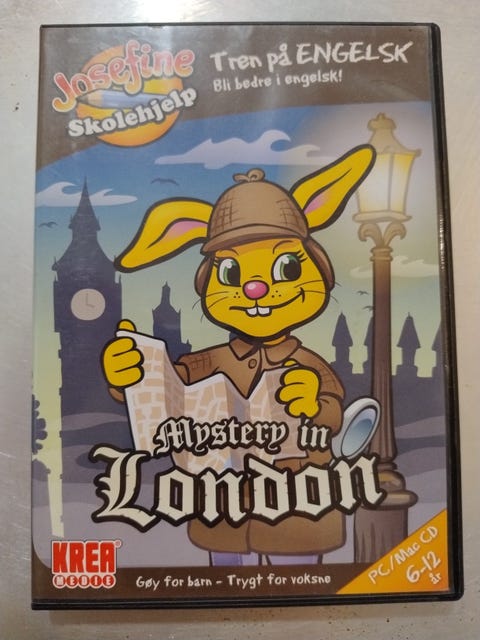 Josefine
Skolehjelp
Tren på ENGELSK
Bli bedre i engelsk!
Mystery in
London
KREA®
MEDIE
Gøy for barn - Trygt for voksne
PC/Mac CD
6-12
år